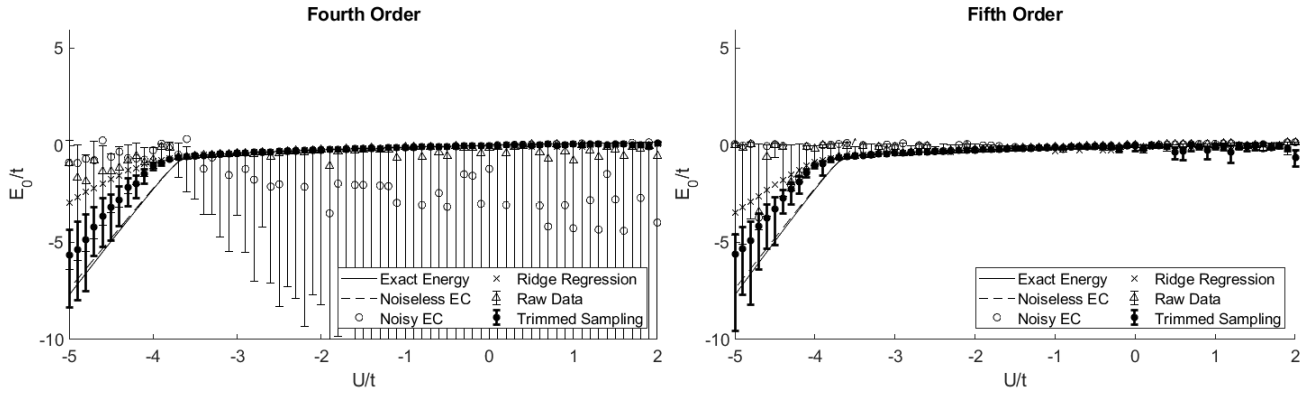 Fourth Order
5
0
-5
-10
E0/t
-5 -4 -3 -2 -1 0 1 2
U/t
Exact Energy
Noiseless EC
Noisy EC
Ridge Regression
Raw Data
Trimmed Sampling
Fifth Order
5
0
-5
-10
E0/t
-5 -4 -3 -2 -1 0 1 2
U/t
Exact Energy
Noiseless EC
Noisy EC
Ridge Regression
Raw Data
Trimmed Sampling